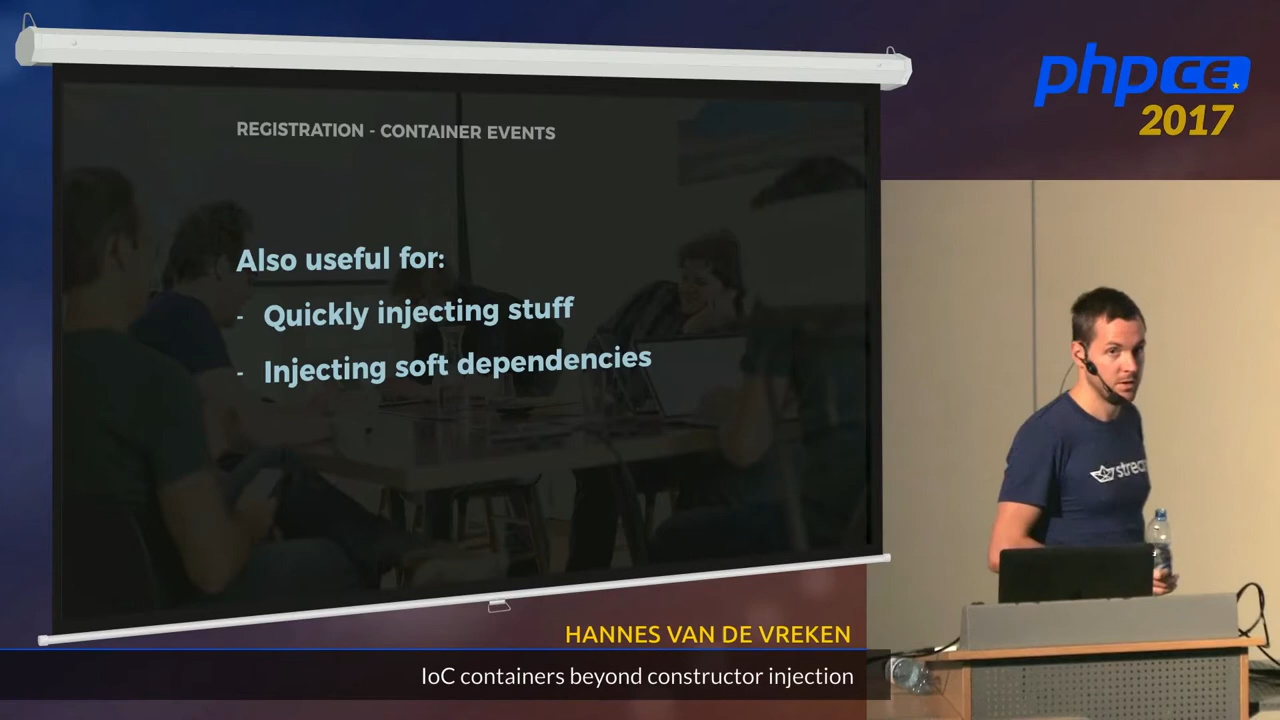 phpCE
2017
REGISTRATION - CONTAINER EVENTS
Also useful for:
- Quickly injecting stuff
- Injecting soft dependencies
strea
HANNES VAN DE VREKEN
IoC containers beyond constructor injection